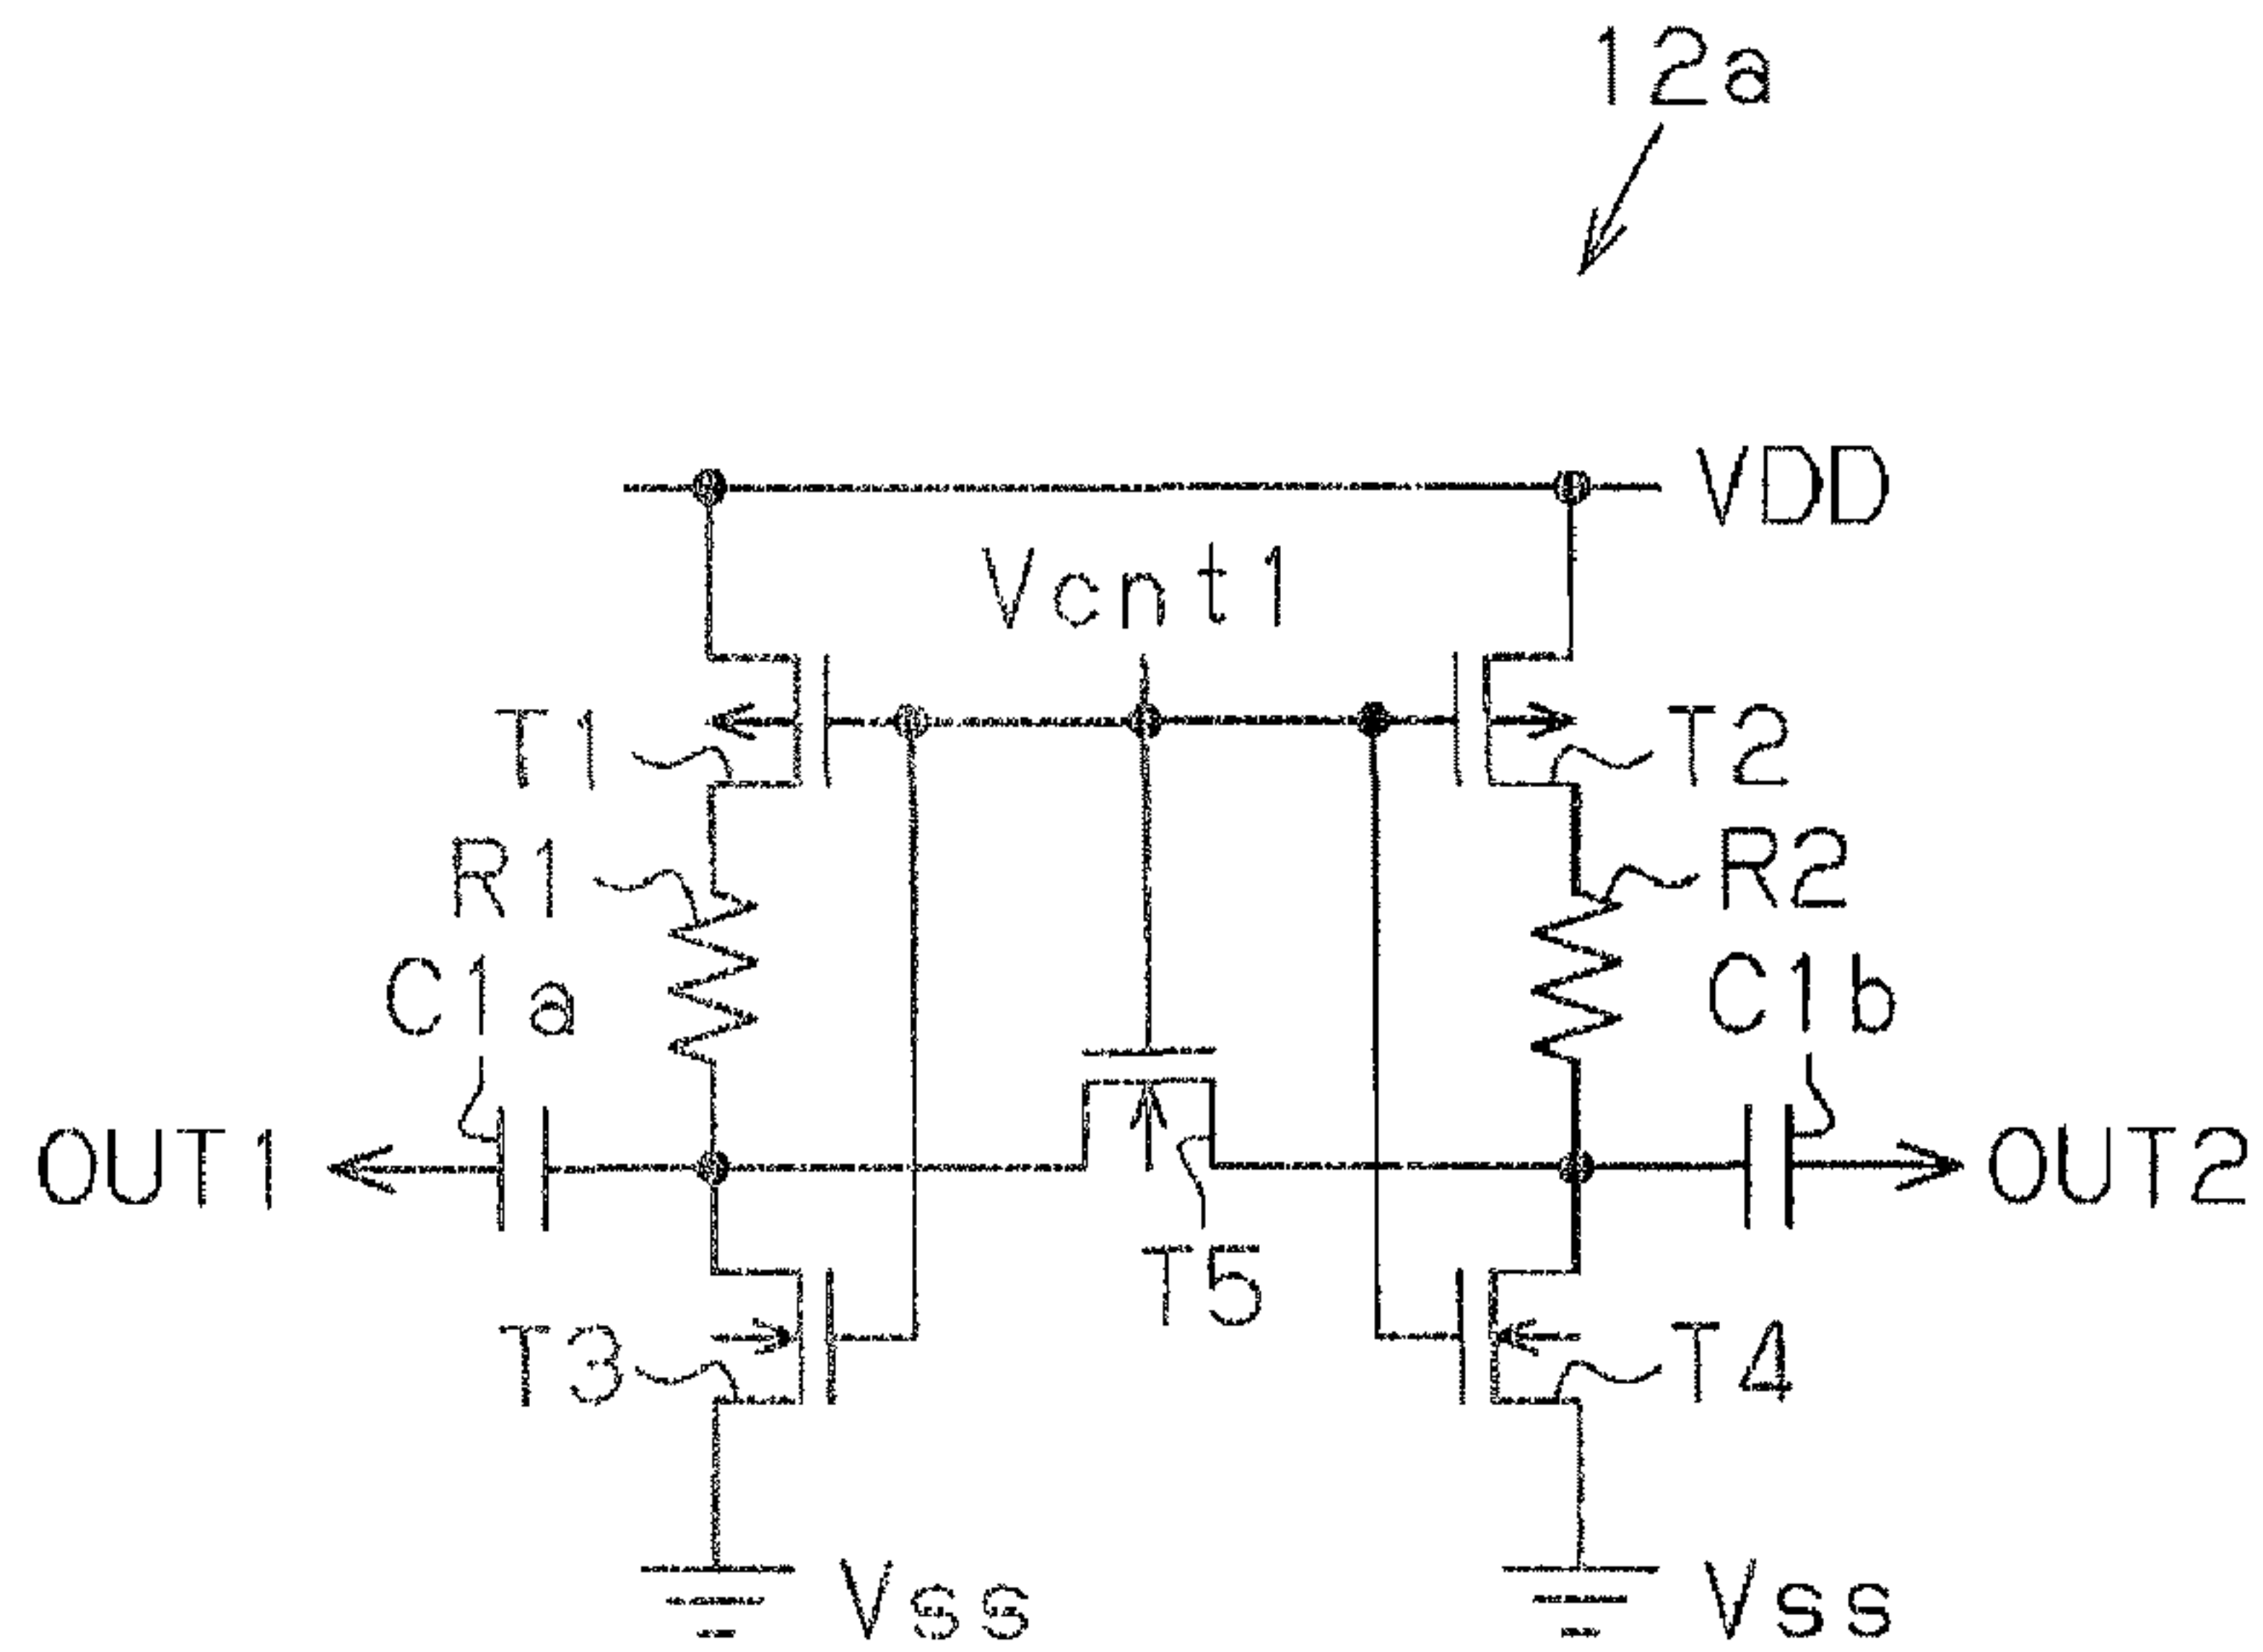 12a
VDD
Vcnt1
T1
T2
R1
R2
C1a
C1b
OUT1
OUT2
T5
T3
T4
Vss
Vss